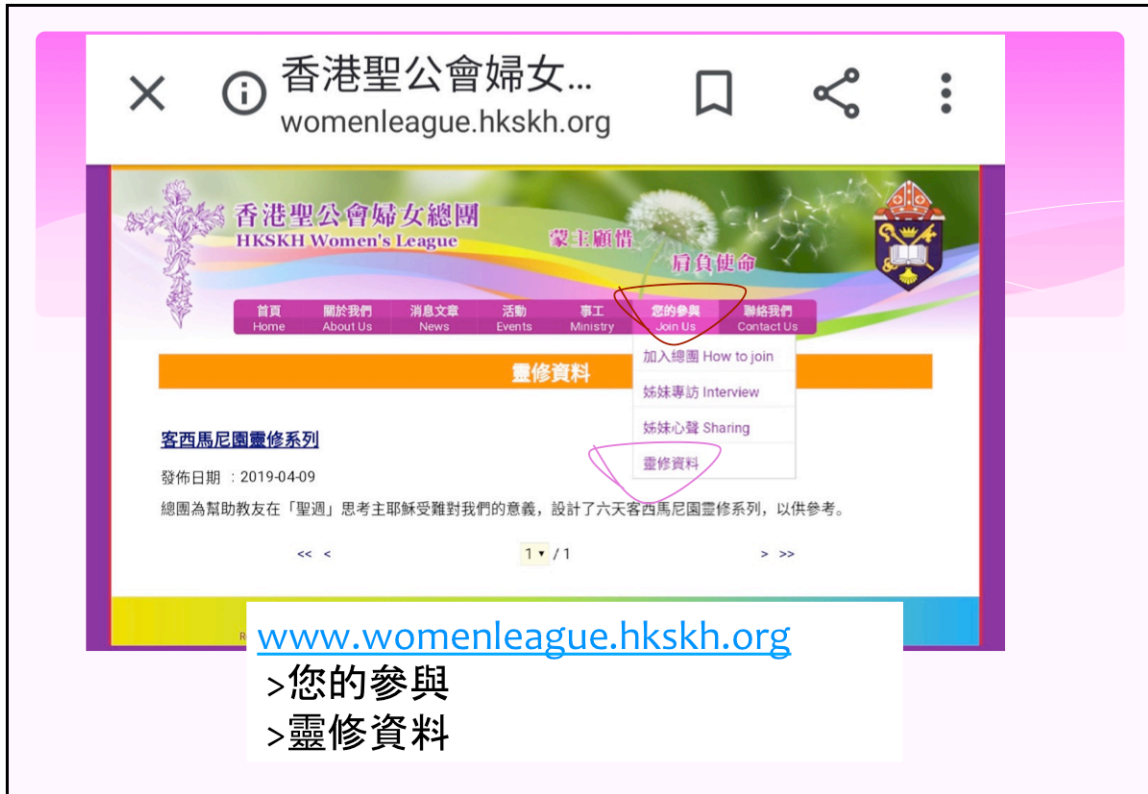 香港聖公會婦女...
womenleague.hkskh.org
香港聖公會婦女總團
HKSKH Women's League
蒙主顧惜
肩負使命
首頁 關於我們 消息文章 活動 事工 您的參與 聯絡我們
Home About Us News Events Ministry Join Us Contact Us
加入總團 How to join
姊妹專訪 Interview
姊妹心聲 Sharing
靈修資料
靈修資料
客西馬尼園靈修系列
發佈日期 : 2019-04-09
總團為幫助教友在「聖週」思考主耶穌受難對我們的意義，設計了六天客西馬尼園靈修系列，以供參考。
<< < 1 / 1 > >>
www.womenleague.hkskh.org
>您的參與
>靈修資料